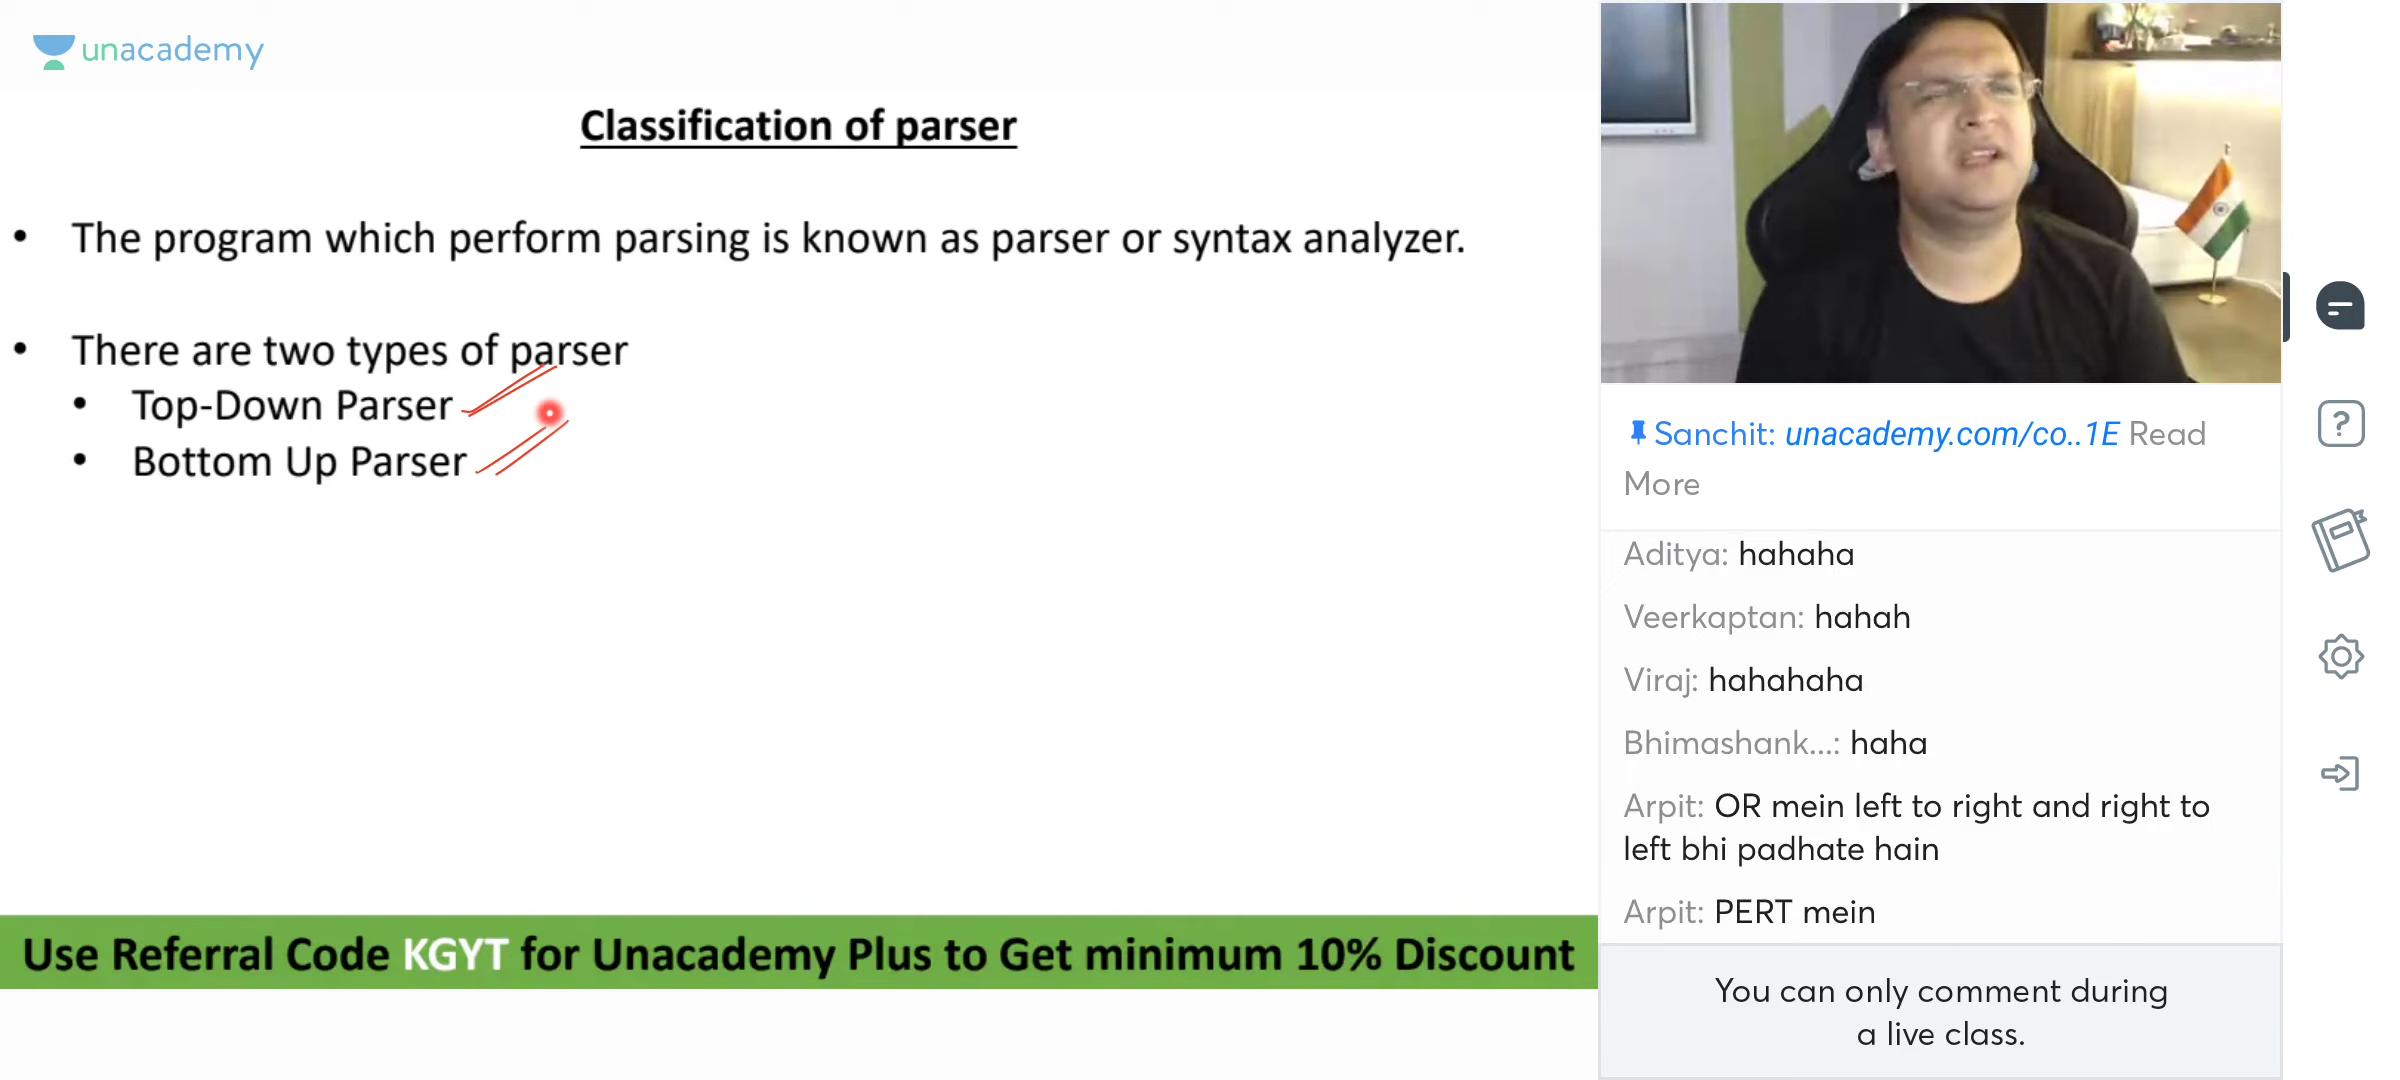 unacademy
Classification of parser
• The program which perform parsing is known as parser or syntax analyzer.
• There are two types of parser
• Top-Down Parser
• Bottom Up Parser
Use Referral Code KGYT for Unacademy Plus to Get minimum 10% Discount
Sanchit: unacademy.com/co..1E Read
More
Aditya: hahaha
Veerkaptan: hahah
Viraj: hahahaha
Bhimashank...: haha
Arpit: OR mein left to right and right to
left bhi padhate hain
Arpit: PERT mein
You can only comment during
a live class.
?